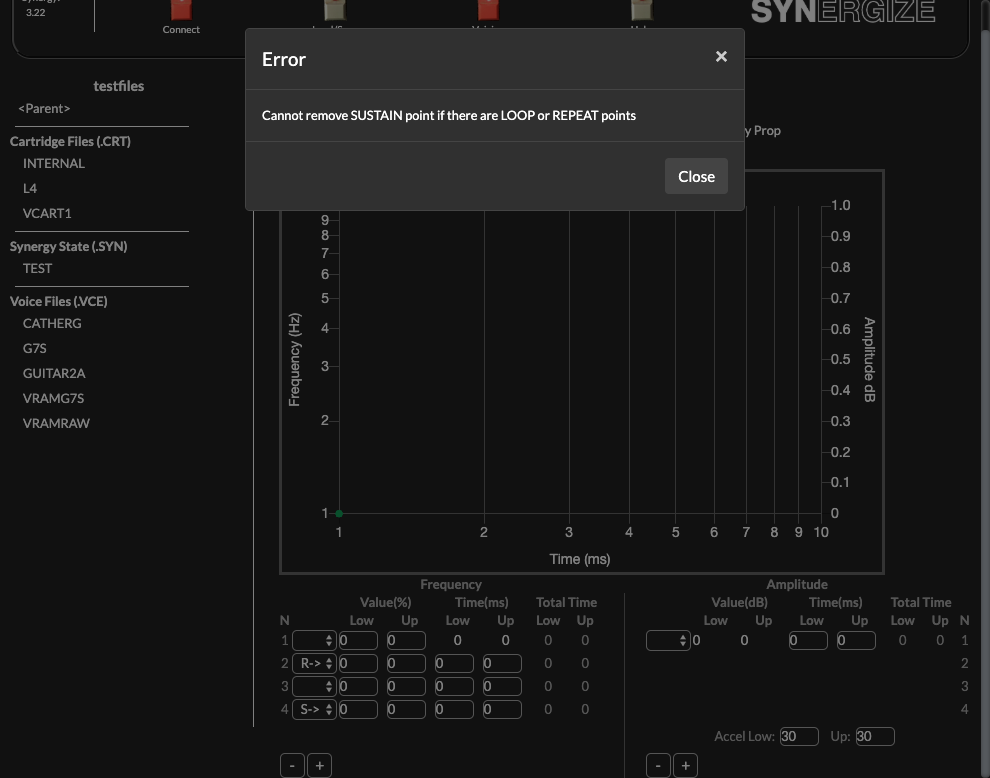 3.22
Connect
SYNERGIZE
Error ×
testfiles
<Parent>
Cannot remove SUSTAIN point if there are LOOP or REPEAT points
y Prop
Close
Cartridge Files (.CRT)
INTERNAL
L4
VCART1
Synergy State (.SYN)
TEST
Voice Files (.VCE)
CATHERG
G7S
GUITAR2A
VRAMG7S
VRAMRAW
Frequency (Hz)
9
8
7
6
5
4
3
2
1
1.0
0.9
0.8
0.7
0.6
0.5
0.4
0.3
0.2
0.1
0
Amplitude dB
1 2 3 4 5 6 7 8 9 10
Time (ms)
Frequency
Value(%) Time(ms) Total Time
N Low Up Low Up Low Up
1 0 0 0 0 0 0
2 R-> 0 0 0 0 0 0
3 0 0 0 0 0 0
4 S-> 0 0 0 0 0 0
- +
Amplitude
Value(dB) Time(ms) Total Time
Low Up Low Up Low Up N
0 0 0 0 0 0 1
2
3
4
Accel Low: 30 Up: 30
- +